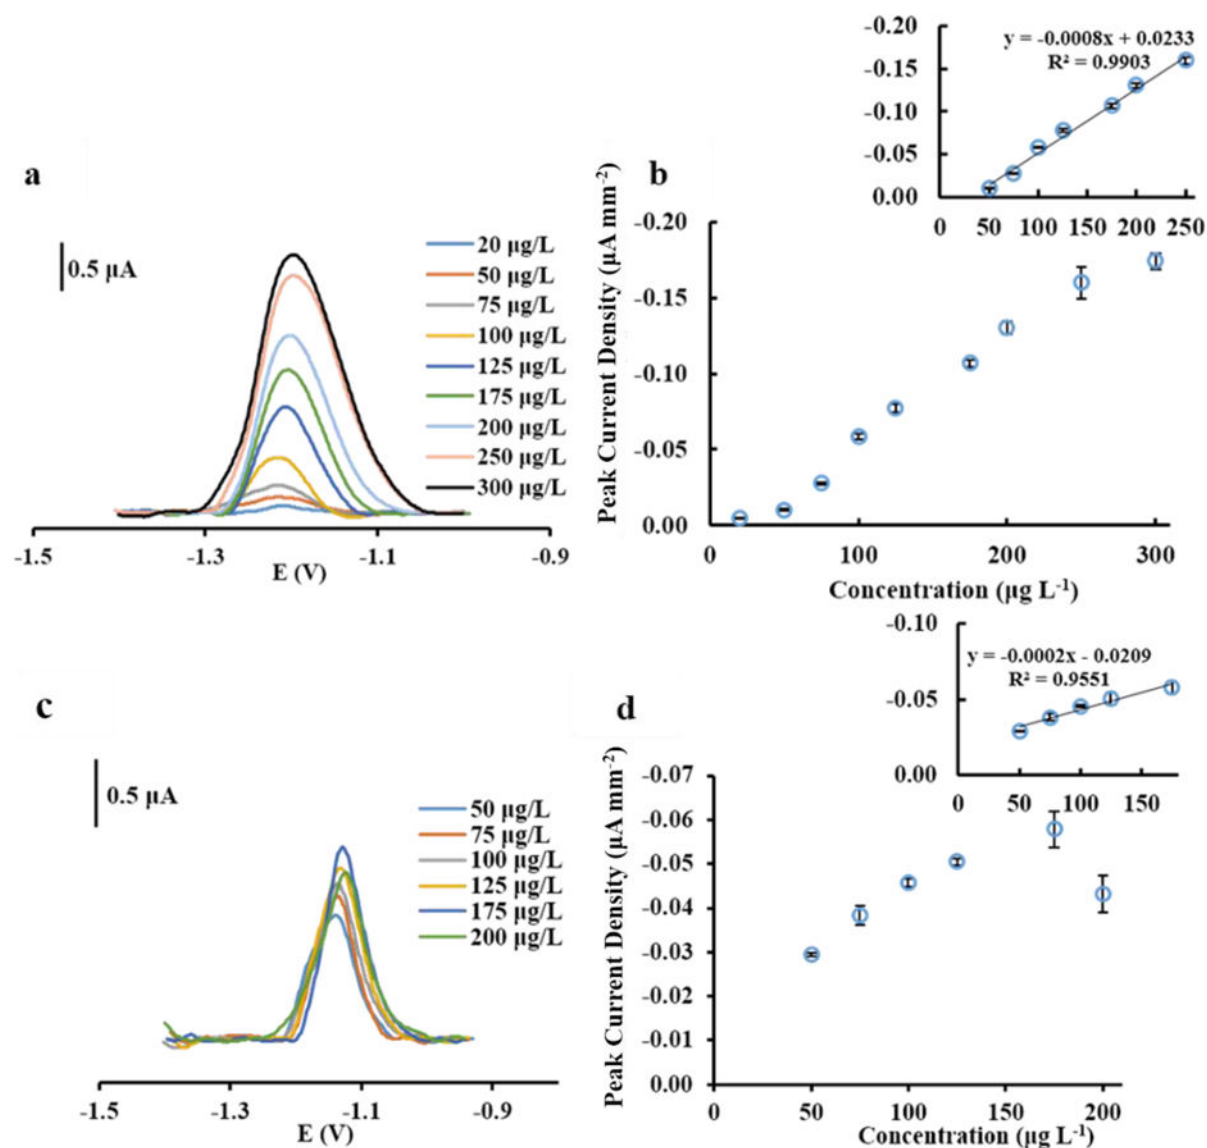 a
0.5 μA
20 μg/L
50 μg/L
75 μg/L
100 μg/L
125 μg/L
175 μg/L
200 μg/L
250 μg/L
300 μg/L
-1.5 -1.3 -1.1 -0.9
E (V)
b
-0.20
-0.15
-0.10
-0.05
0.00
0 50 100 150 200 250
y = -0.0008x + 0.0233
R² = 0.9903
Peak Current Density (μA mm⁻²)
-0.20
-0.15
-0.10
-0.05
0.00
0 100 200 300
Concentration (μg L⁻¹)
c
0.5 μA
50 μg/L
75 μg/L
100 μg/L
125 μg/L
175 μg/L
200 μg/L
-1.5 -1.3 -1.1 -0.9
E (V)
d
-0.10
-0.05
0.00
0 50 100 150
y = -0.0002x - 0.0209
R² = 0.9551
Peak Current Density (μA mm⁻²)
-0.07
-0.06
-0.05
-0.04
-0.03
-0.02
-0.01
0.00
0 50 100 150 200
Concentration (μg L⁻¹)